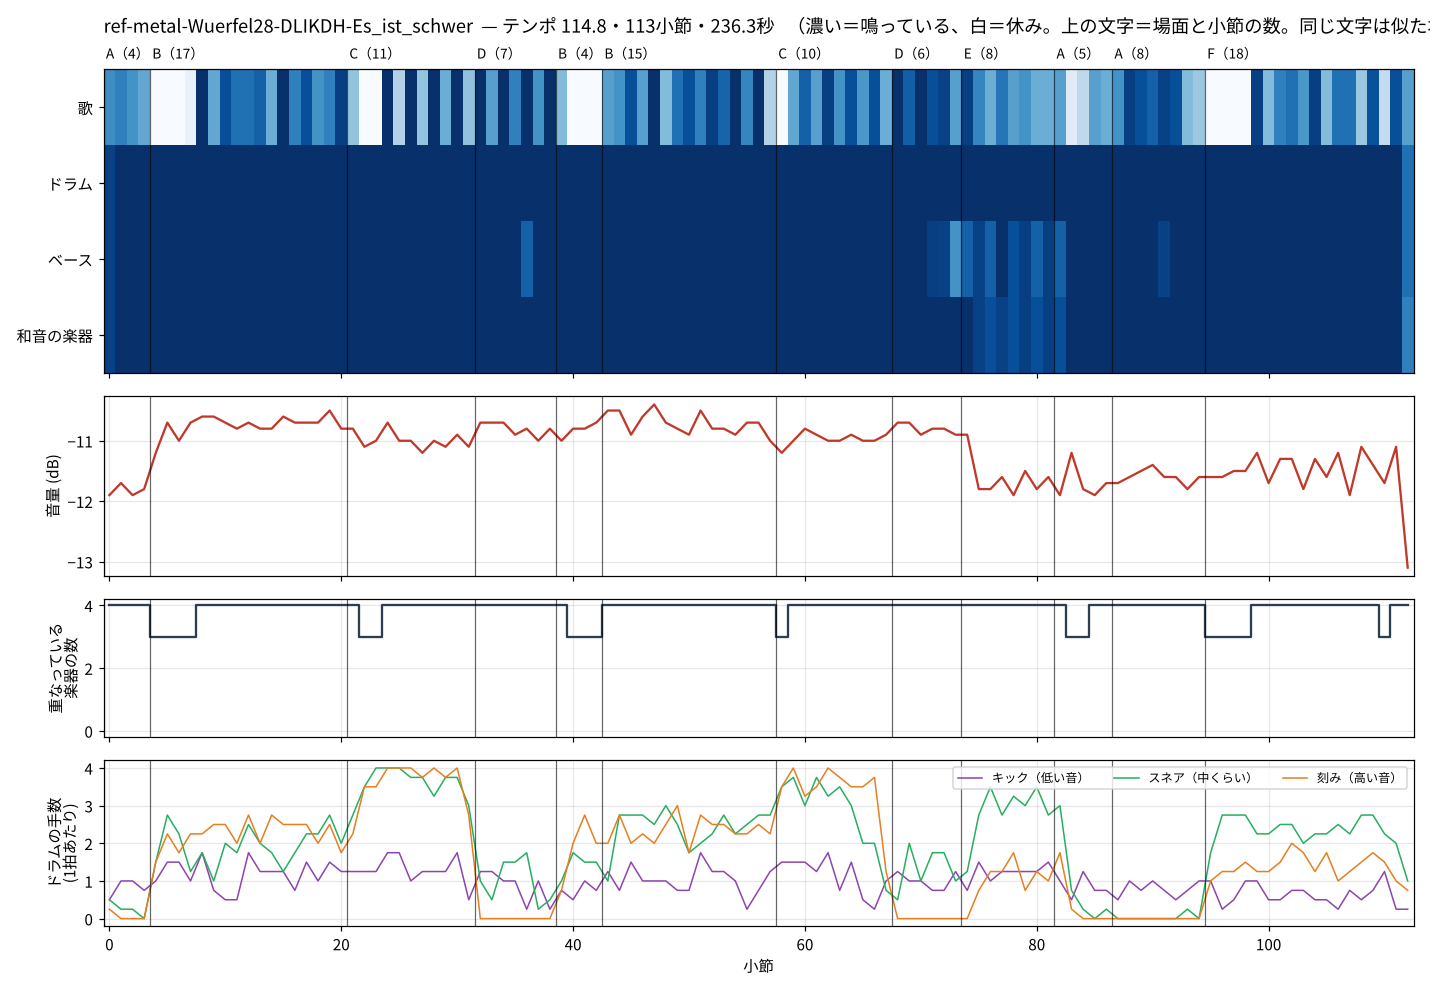 ref-metal-Wuerfel28-DLIKDH-Es_ist_schwer — テンポ 114.8・113小節・236.3秒 （濃い＝鳴っている、白＝休み。上の文字＝場面と小節の数。同じ文字は似た
A（4） B（17） C（11） D（7） B（4） B（15） C（10） D（6） E（8） A（5） A（8） F（18）
歌
ドラム
ベース
和音の楽器
音量 (dB)
−11
−12
−13
重なっている
楽器の数
4
2
0
ドラムの手数
（1拍あたり）
4
3
2
1
0
キック（低い音） スネア（中くらい） 刻み（高い音）
0 20 40 60 80 100
小節